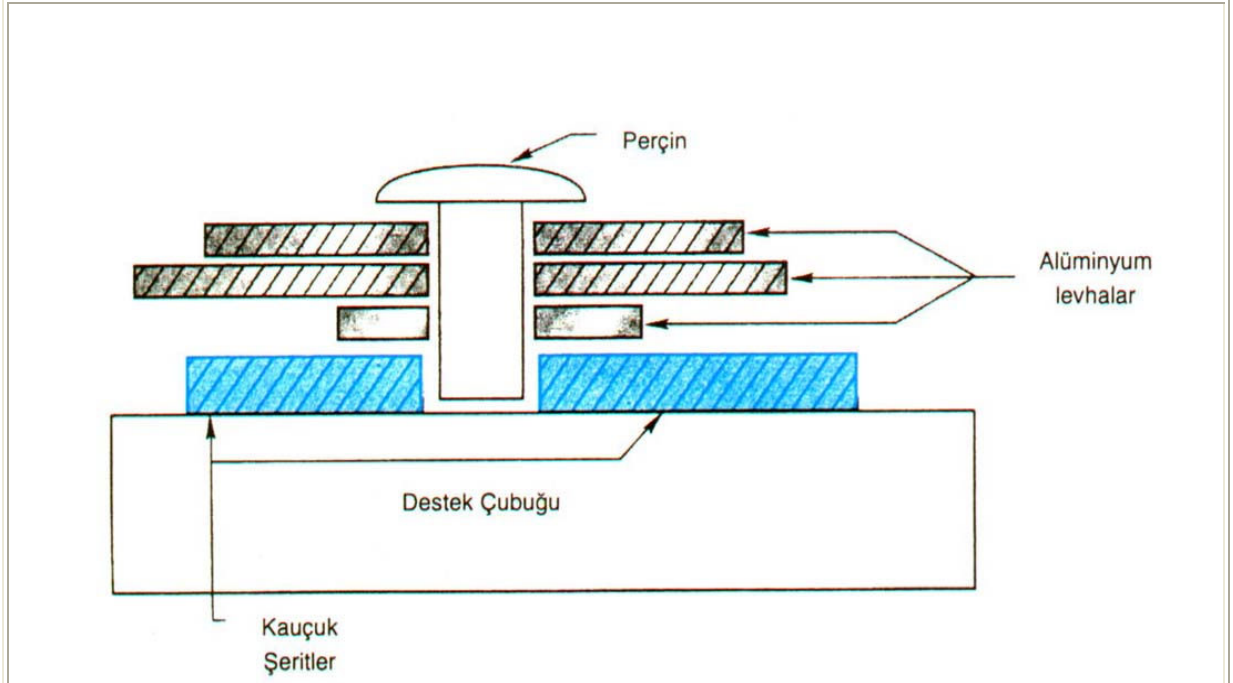 Perçin
Alüminyum
levhalar
Destek Çubuğu
Kauçuk
Şeritler